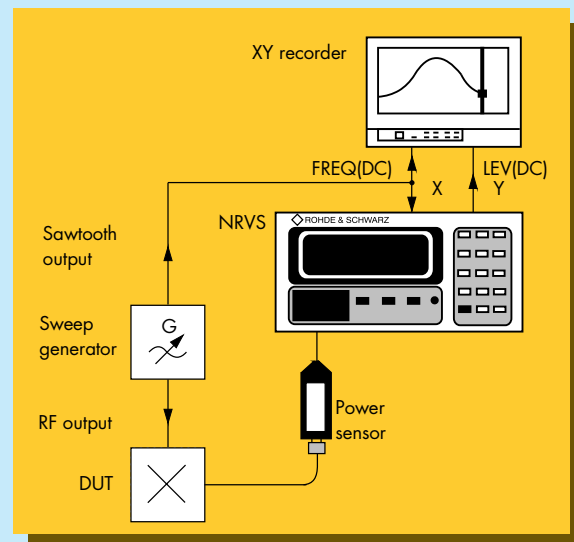 XY recorder
FREQ(DC)
LEV(DC)
X
Y
NRVS
ROHDE & SCHWARZ
Sawtooth
output
Sweep
generator
G
RF output
Power
sensor
DUT